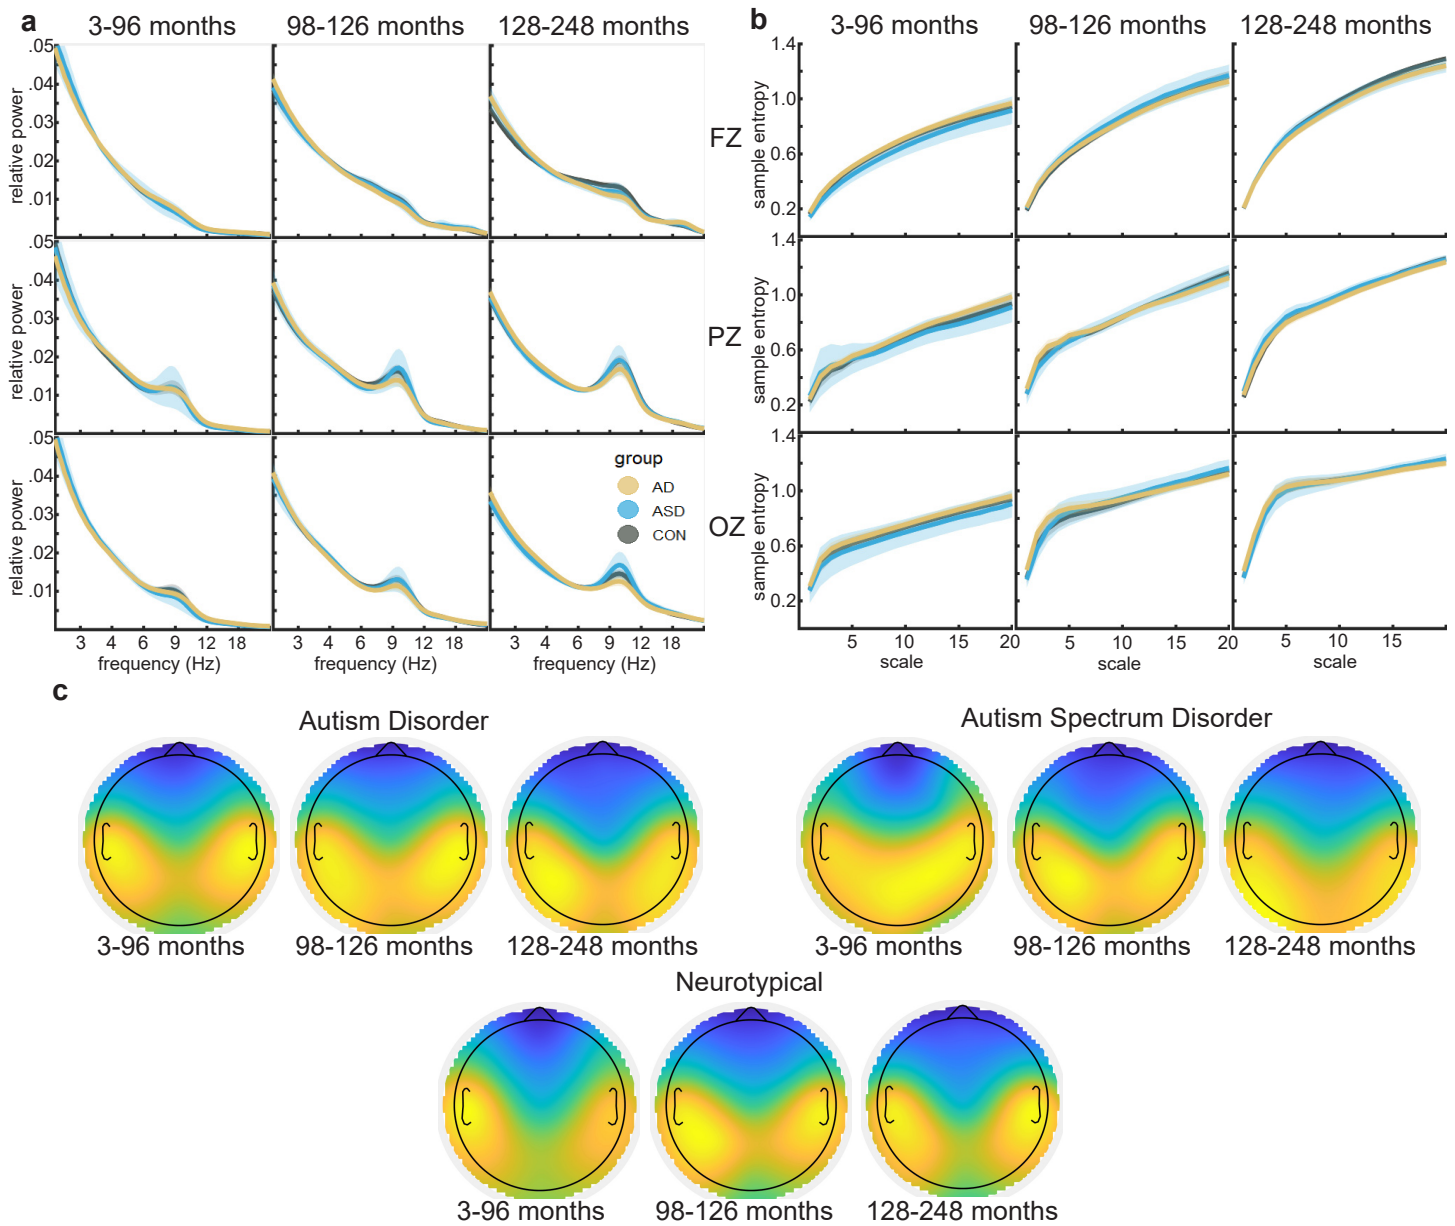 a
3-96 months
98-126 months
128-248 months
b
3-96 months
98-126 months
128-248 months
relative power
.05
.04
.03
.02
.01
FZ
sample entropy
1.4
1.0
0.6
0.2
relative power
.05
.04
.03
.02
.01
PZ
sample entropy
1.4
1.0
0.6
0.2
relative power
.05
.04
.03
.02
.01
group
AD
ASD
CON
OZ
sample entropy
1.4
1.0
0.6
0.2
3 4 6 9 12 18
3 4 6 9 12 18
3 4 6 9 12 18
5 10 15 20
5 10 15 20
5 10 15
frequency (Hz)
frequency (Hz)
frequency (Hz)
scale
scale
scale
c
Autism Disorder
Autism Spectrum Disorder
3-96 months
98-126 months
128-248 months
3-96 months
98-126 months
128-248 months
Neurotypical
3-96 months
98-126 months
128-248 months